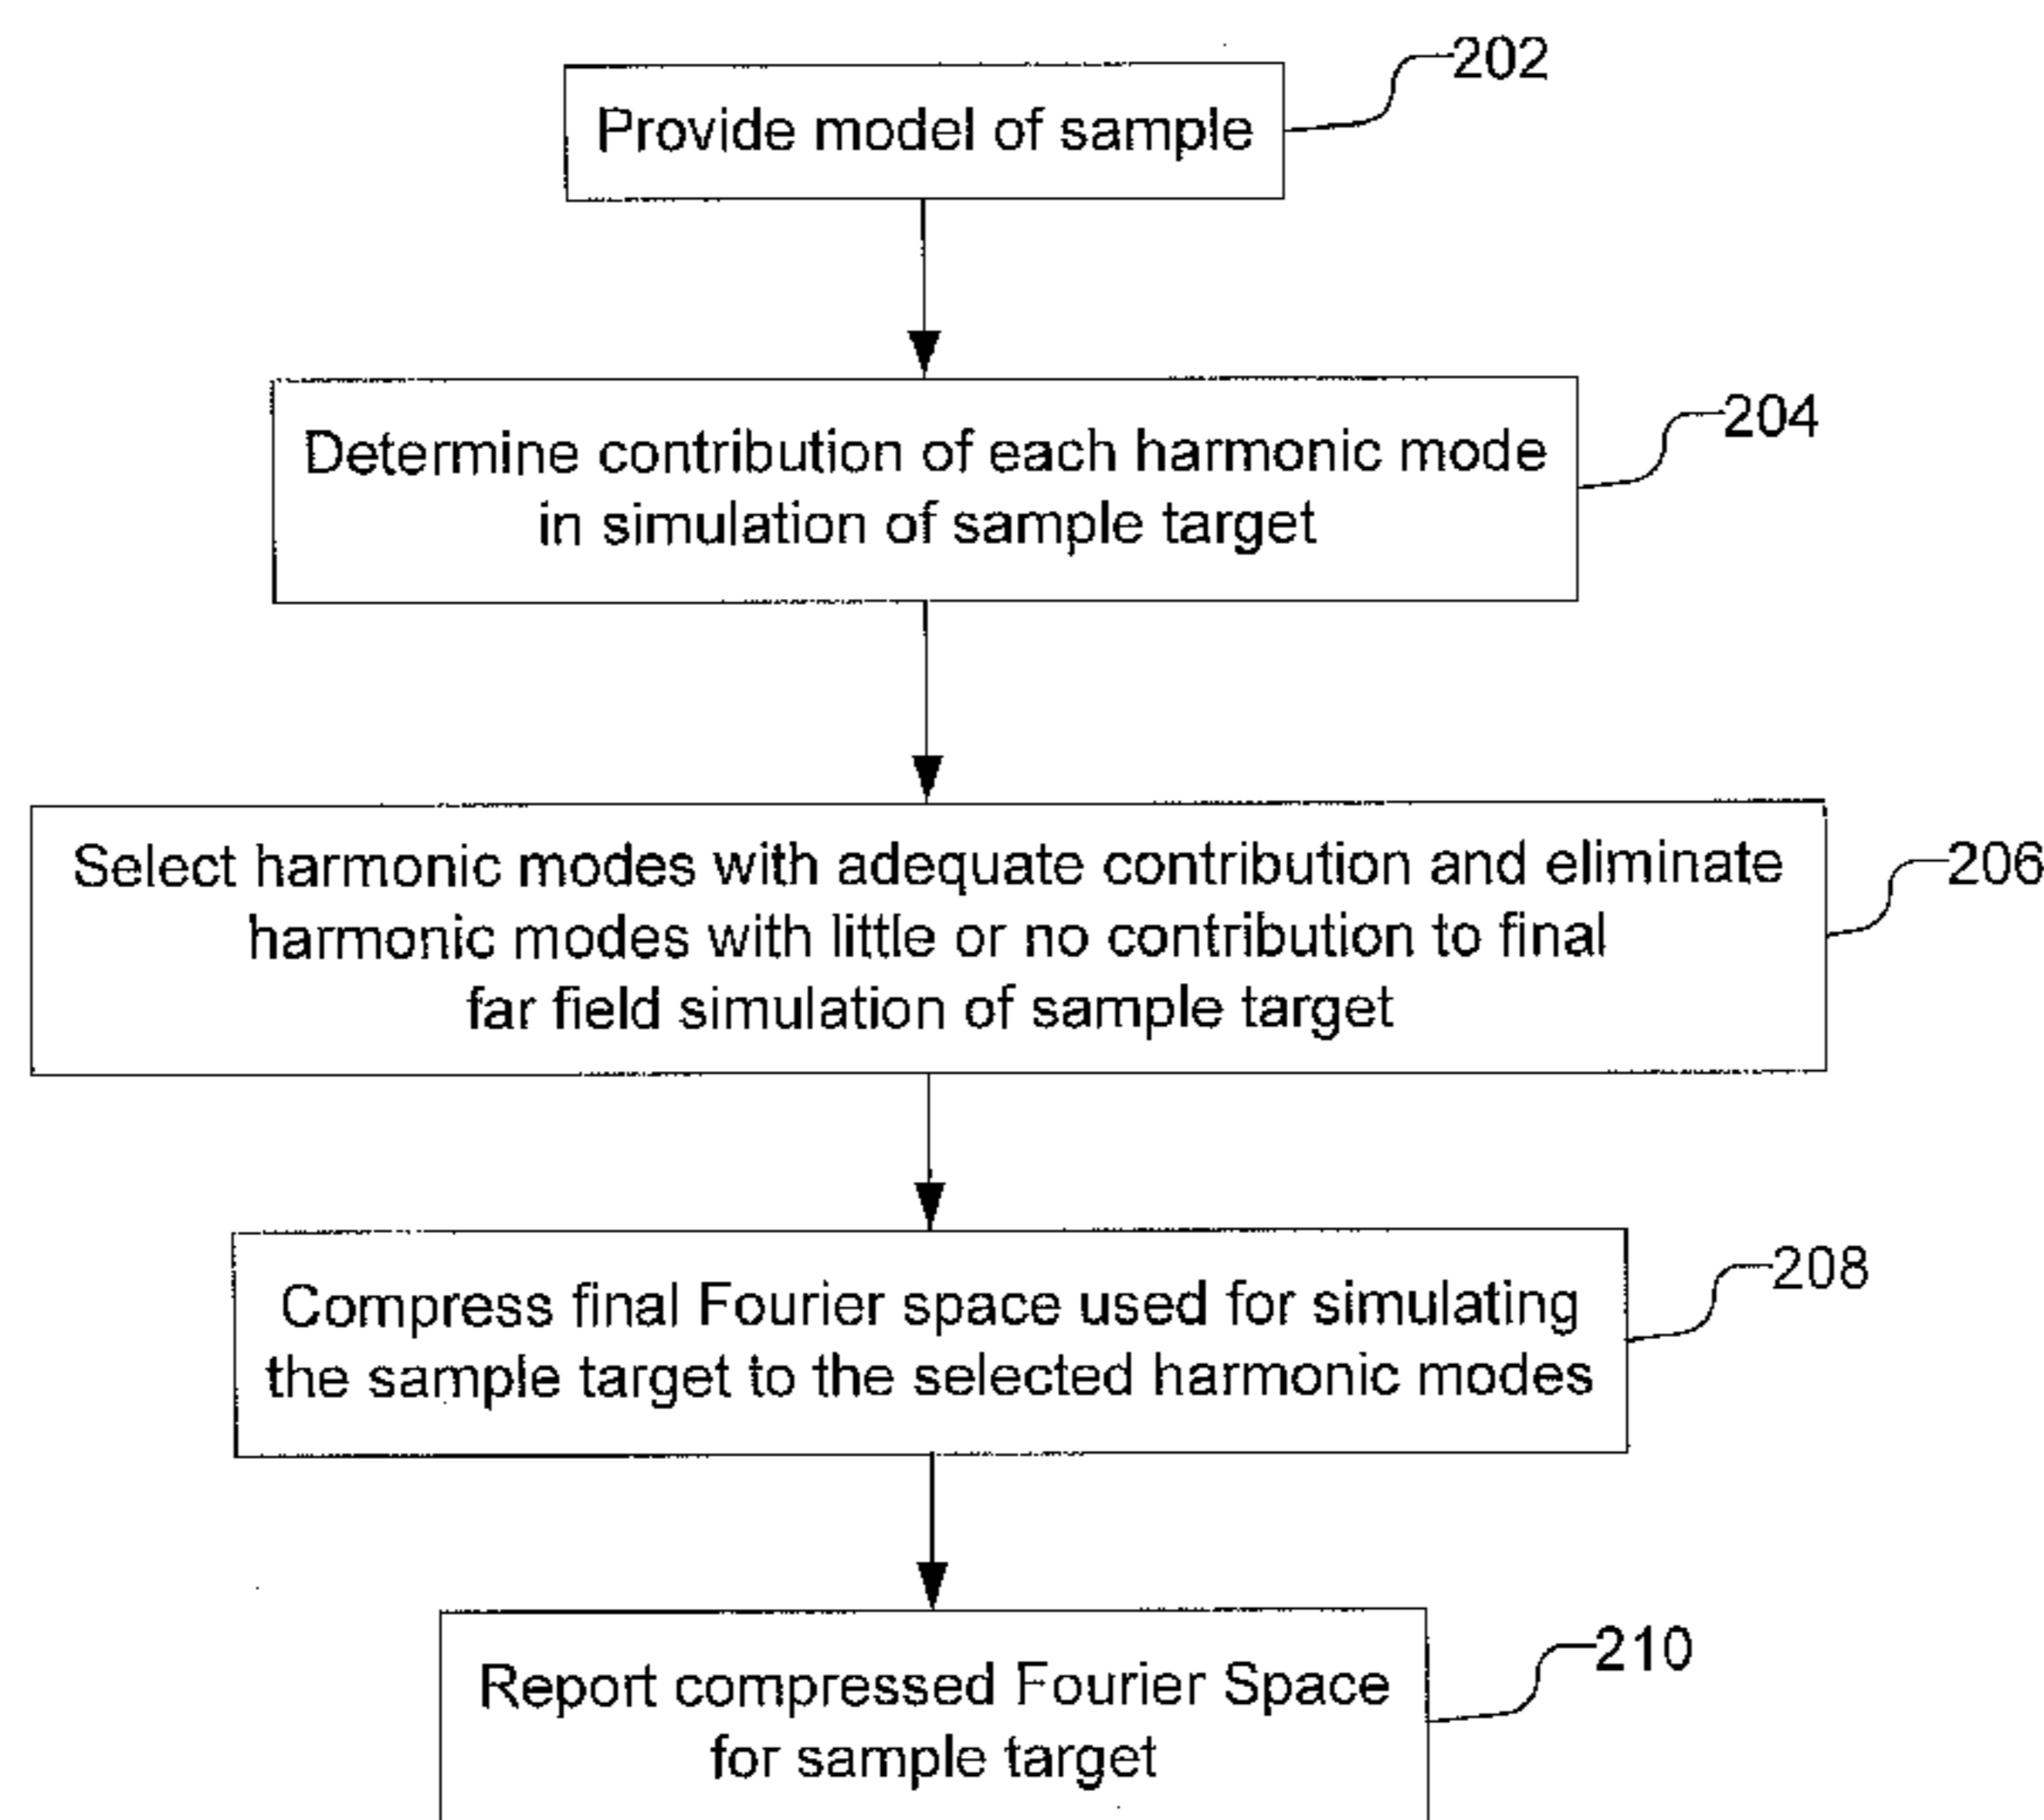 202
Provide model of sample
204
Determine contribution of each harmonic mode
in simulation of sample target
206
Select harmonic modes with adequate contribution and eliminate
harmonic modes with little or no contribution to final
far field simulation of sample target
208
Compress final Fourier space used for simulating
the sample target to the selected harmonic modes
210
Report compressed Fourier Space
for sample target